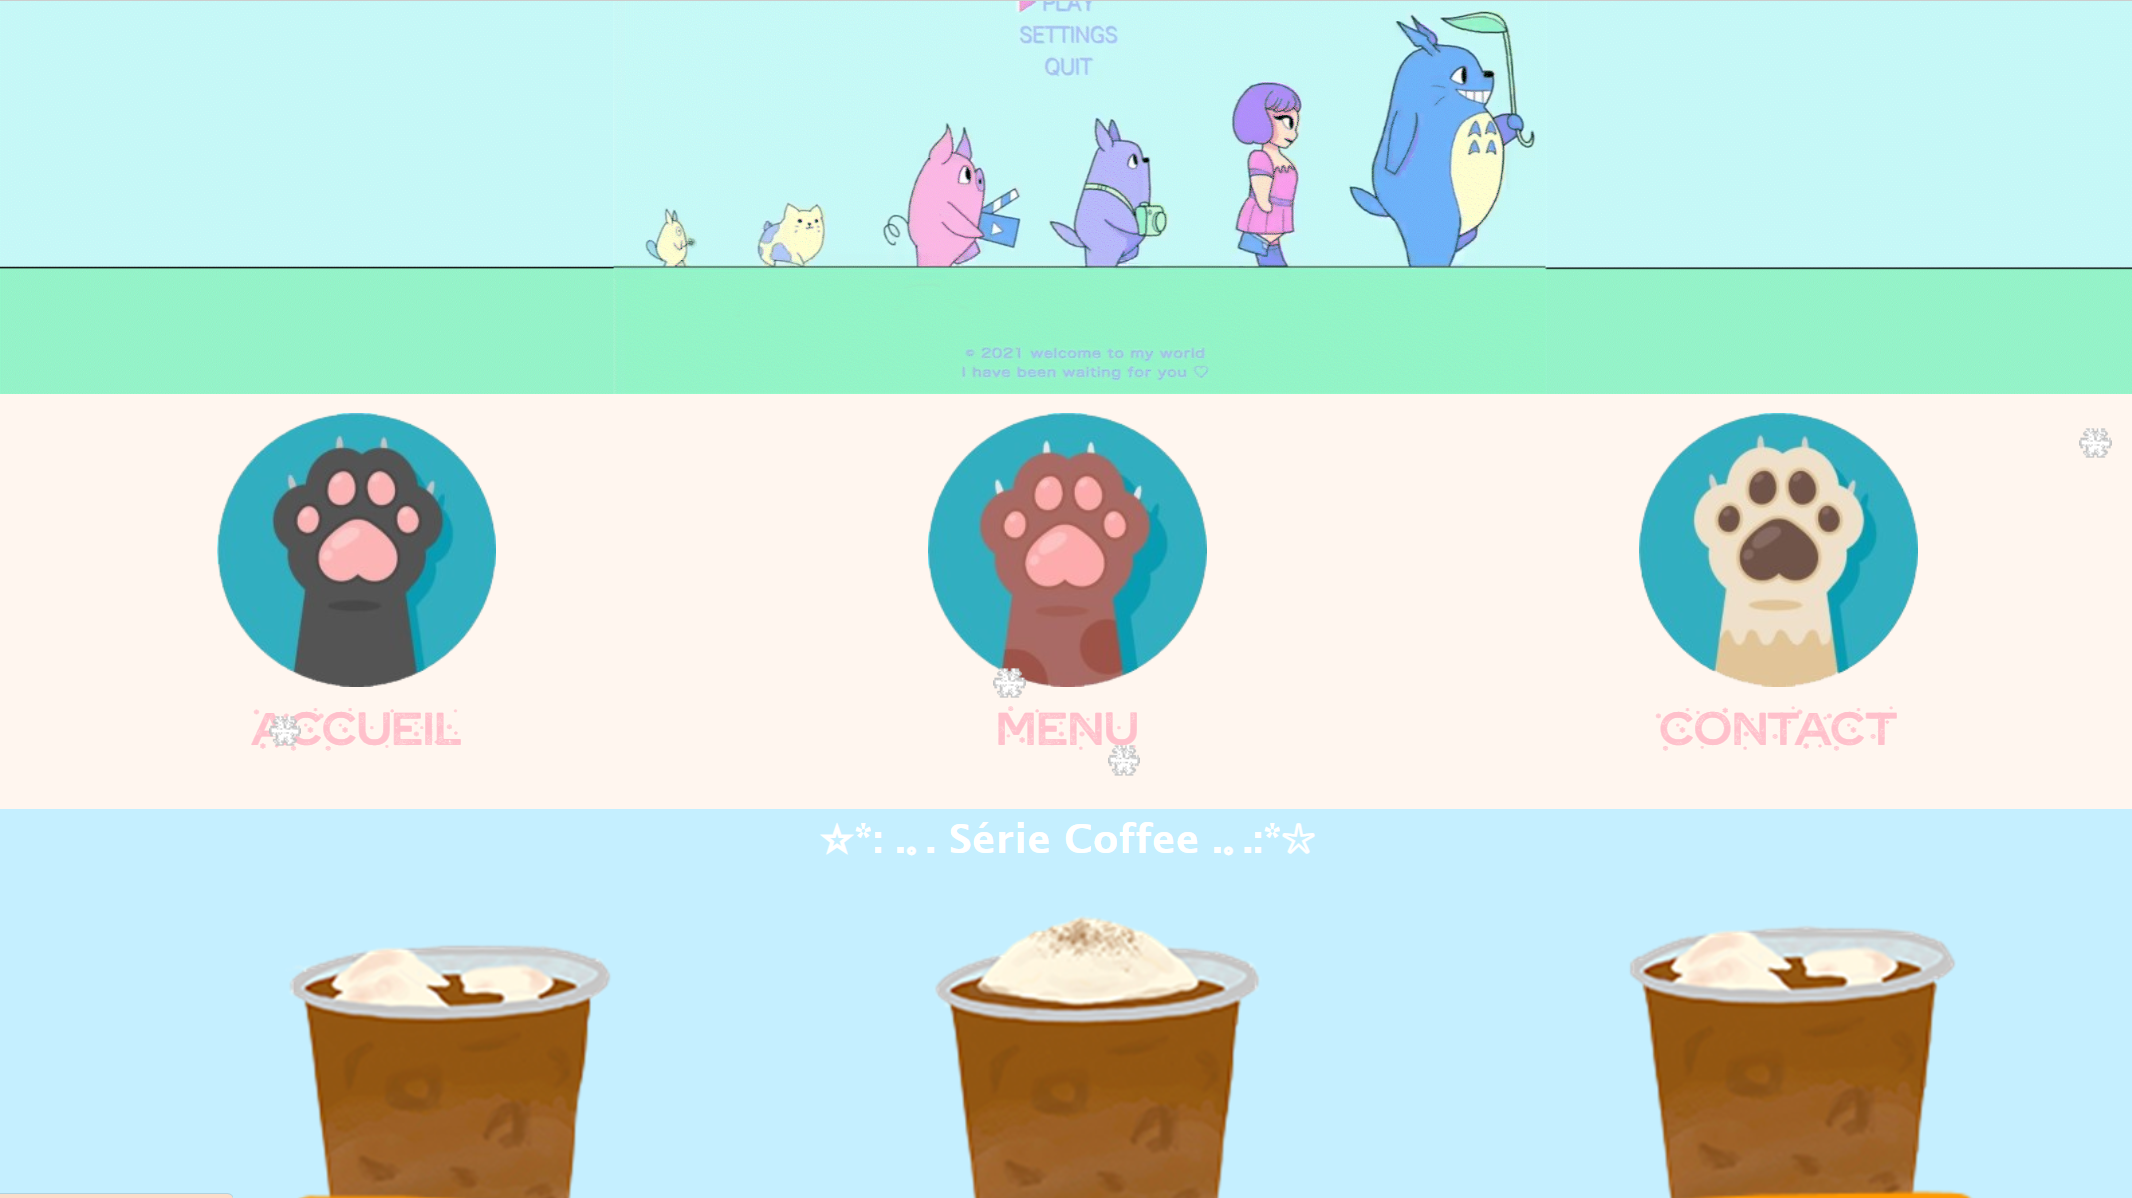 PLAY
SETTINGS
QUIT
© 2021 welcome to my world
I have been waiting for you ♡
ACCUEIL
MENU
CONTACT
☆*: .｡. Série Coffee .｡.:*☆